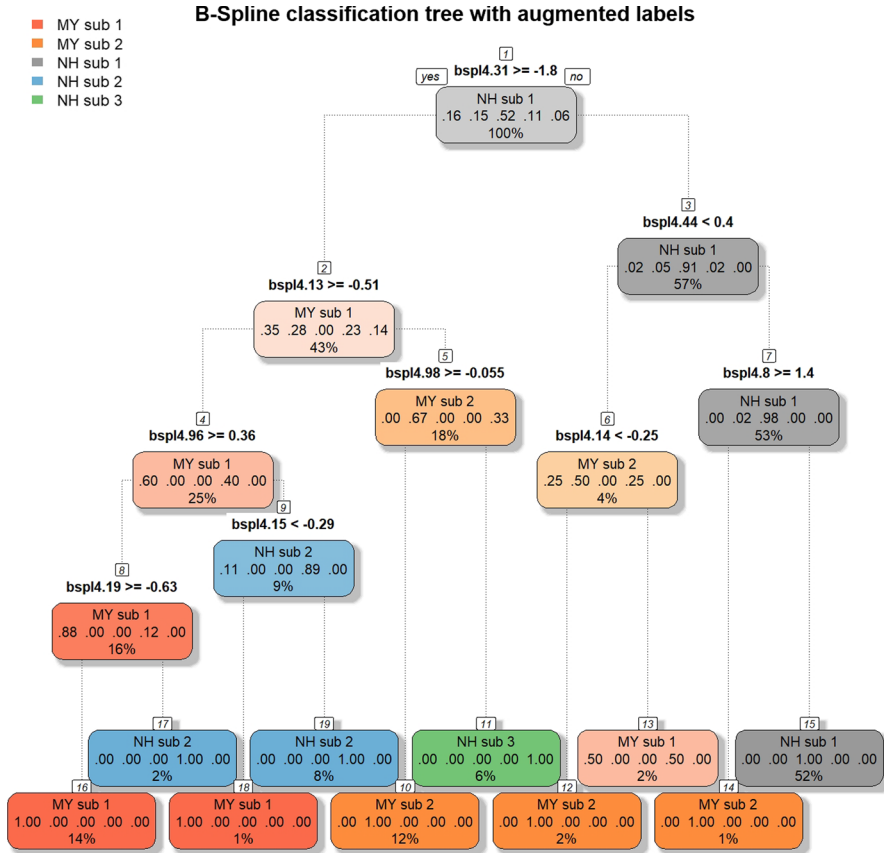 B-Spline classification tree with augmented labels
MY sub 1
MY sub 2
NH sub 1
NH sub 2
NH sub 3
1
bspl4.31 >= -1.8
yes
no
NH sub 1
.16 .15 .52 .11 .06
100%
3
bspl4.44 < 0.4
NH sub 1
.02 .05 .91 .02 .00
57%
2
bspl4.13 >= -0.51
MY sub 1
.35 .28 .00 .23 .14
43%
5
bspl4.98 >= -0.055
MY sub 2
.00 .67 .00 .00 .33
18%
7
bspl4.8 >= 1.4
NH sub 1
.00 .02 .98 .00 .00
53%
4
bspl4.96 >= 0.36
MY sub 1
.60 .00 .00 .40 .00
25%
6
bspl4.14 < -0.25
MY sub 2
.25 .50 .00 .25 .00
4%
9
bspl4.15 < -0.29
NH sub 2
.11 .00 .00 .89 .00
9%
8
bspl4.19 >= -0.63
MY sub 1
.88 .00 .00 .12 .00
16%
17
NH sub 2
.00 .00 .00 1.00 .00
2%
19
NH sub 2
.00 .00 .00 1.00 .00
8%
11
NH sub 3
.00 .00 .00 .00 1.00
6%
13
MY sub 1
.50 .00 .00 .50 .00
2%
15
NH sub 1
.00 .00 1.00 .00 .00
52%
16
MY sub 1
1.00 .00 .00 .00 .00
14%
18
MY sub 1
1.00 .00 .00 .00 .00
1%
10
MY sub 2
.00 1.00 .00 .00 .00
12%
12
MY sub 2
.00 1.00 .00 .00 .00
2%
14
MY sub 2
.00 1.00 .00 .00 .00
1%